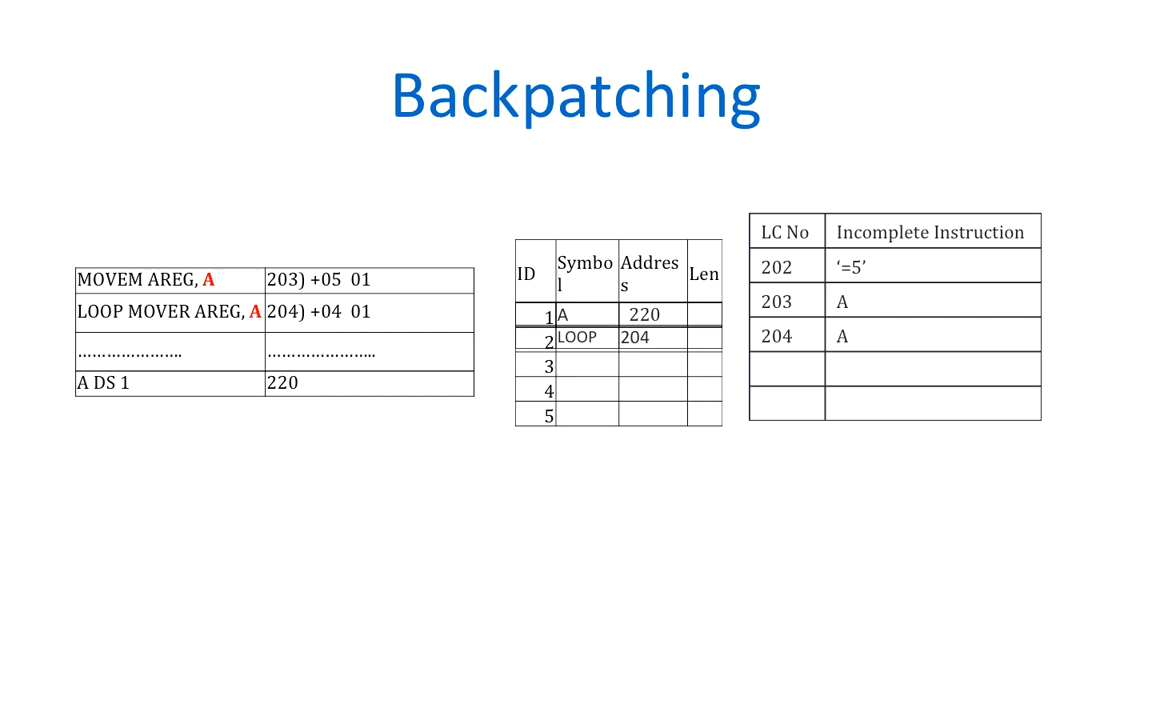 Backpatching
MOVEM AREG, A 203) +05 01
LOOP MOVER AREG, A 204) +04 01
…………………. …………………..
A DS 1 220
ID Symbo
l Addres
s Len
1 A 220
2 LOOP 204
3
4
5
LC No Incomplete Instruction
202 ‘=5’
203 A
204 A